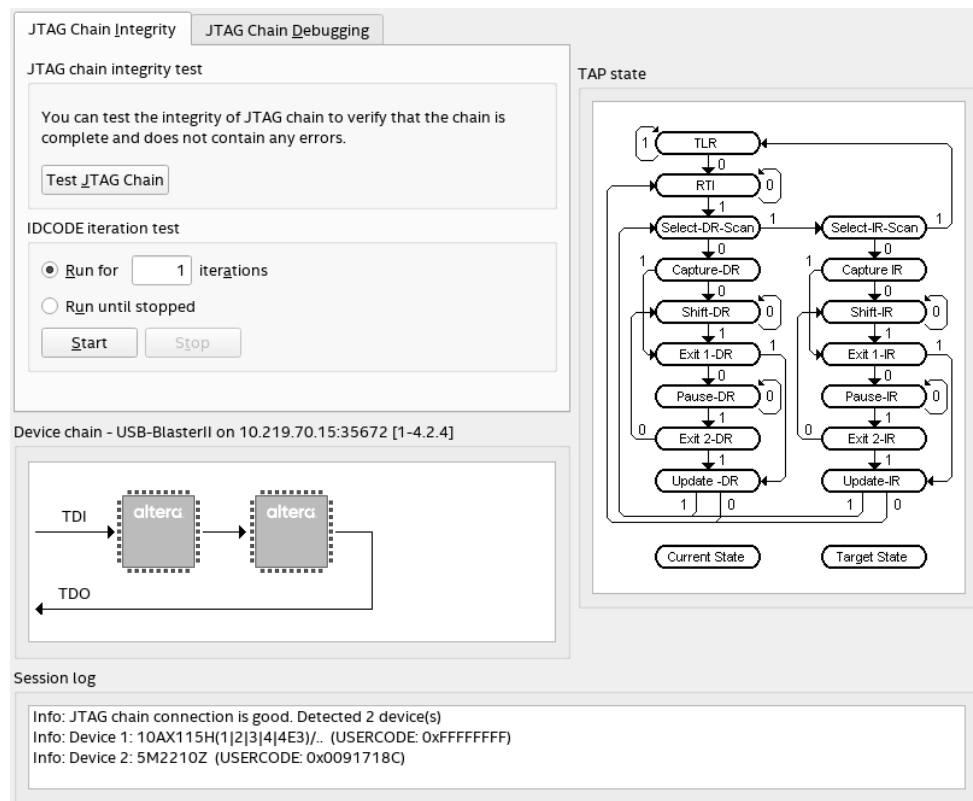 JTAG Chain Integrity
JTAG Chain Debugging
JTAG chain integrity test
You can test the integrity of JTAG chain to verify that the chain is
complete and does not contain any errors.
Test JTAG Chain
IDCODE iteration test
Run for 1 iterations
Run until stopped
Start
Stop
Device chain - USB-BlasterII on 10.219.70.15:35672 [1-4.2.4]
TDI
altera
altera
TDO
TAP state
1
TLR
0
RTI
0
1
Select-DR-Scan
1
Select-IR-Scan
1
0
0
1
Capture-DR
1
Capture IR
0
0
Shift-DR
0
Shift-IR
0
1
1
Exit 1-DR
1
Exit 1-IR
1
0
0
Pause-DR
0
Pause-IR
0
1
1
0
Exit 2-DR
0
Exit 2-IR
1
1
Update -DR
Update-IR
1
0
1
0
Current State
Target State
Session log
Info: JTAG chain connection is good. Detected 2 device(s)
Info: Device 1: 10AX115H(1|2|3|4|4E3)/.. (USERCODE: 0xFFFFFFFF)
Info: Device 2: 5M2210Z (USERCODE: 0x0091718C)